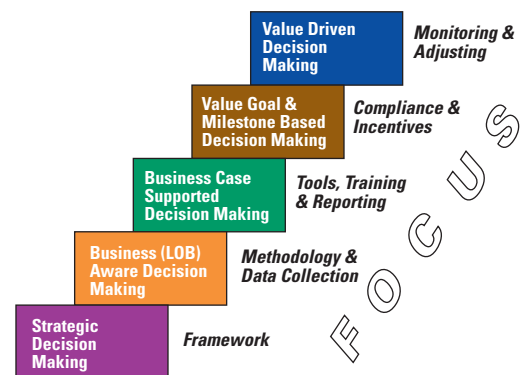 Value Driven
Decision
Making
Monitoring &
Adjusting
Value Goal &
Milestone Based
Decision Making
Compliance &
Incentives
Business Case
Supported
Decision Making
Tools, Training
& Reporting
Business (LOB)
Aware Decision
Making
Methodology &
Data Collection
Strategic
Decision
Making
Framework
FOCUS